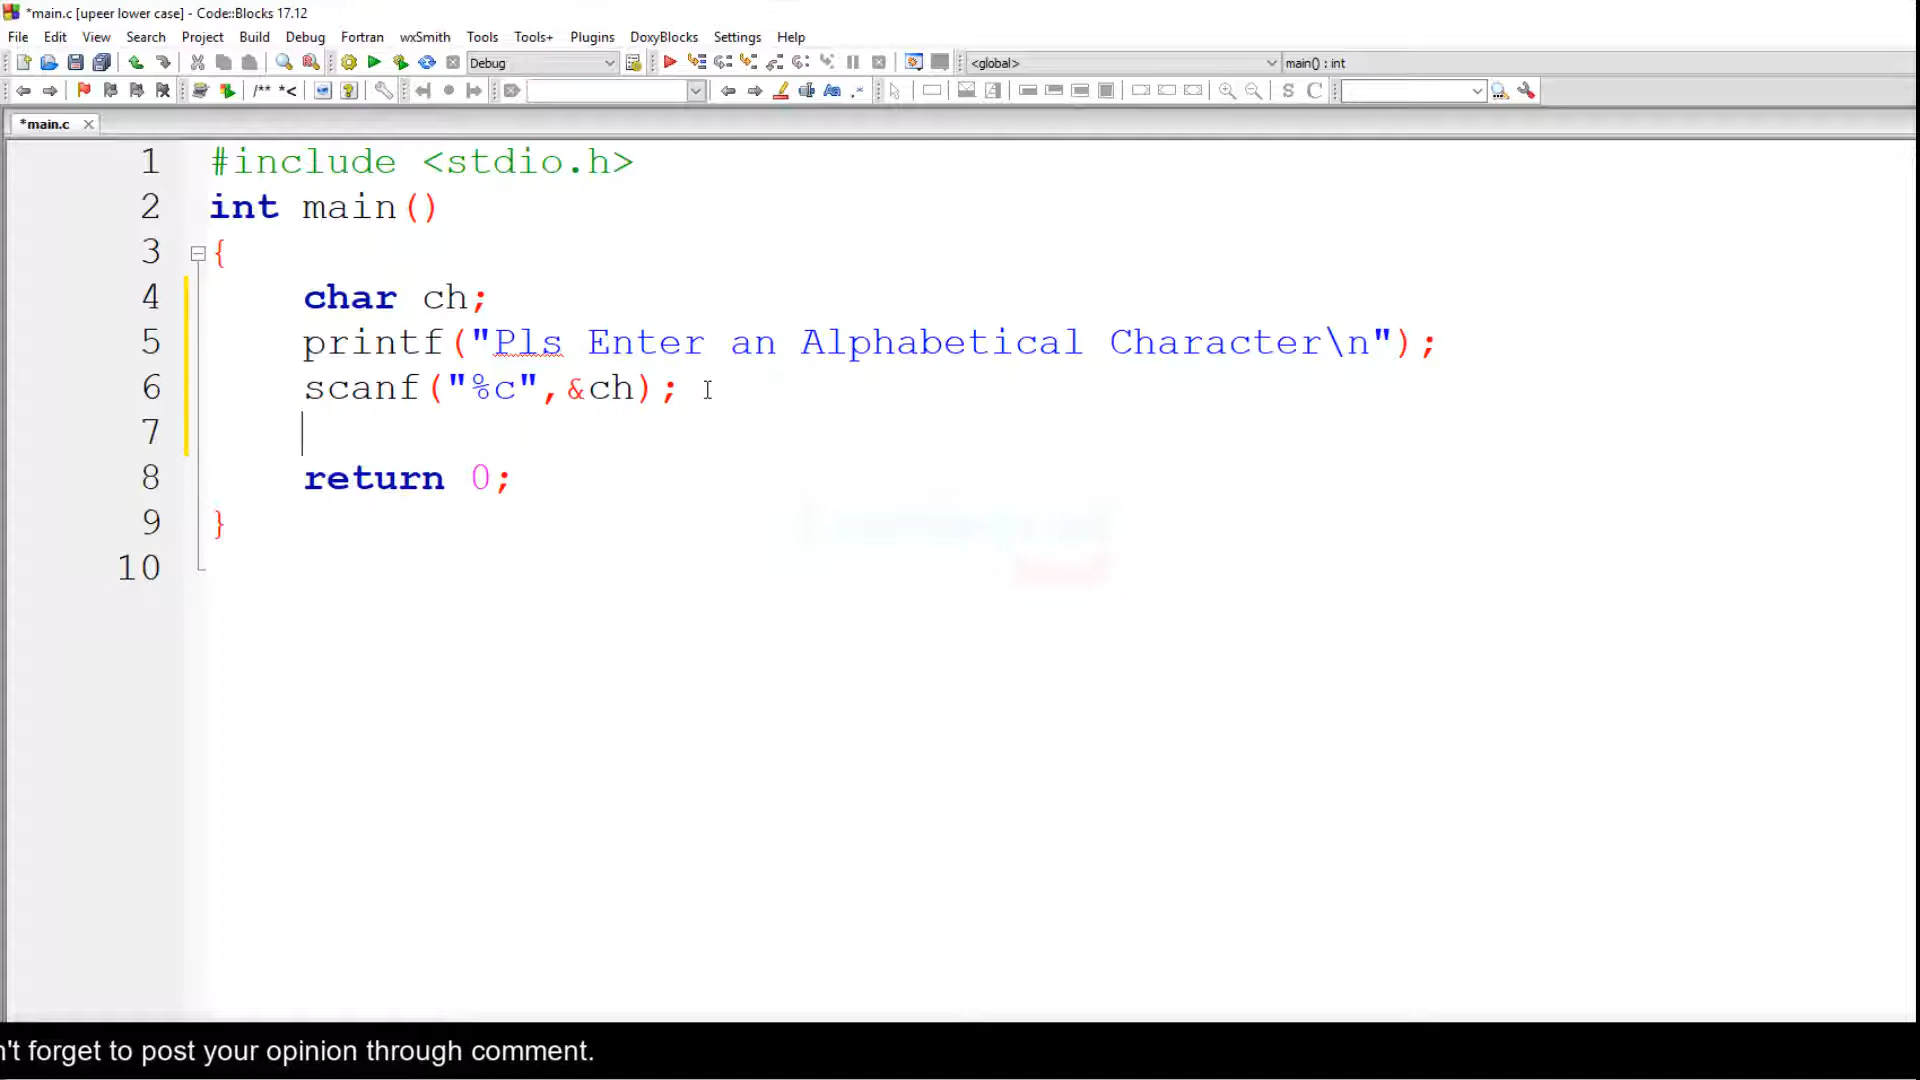 *main.c [upeer lower case] - Code::Blocks 17.12
File Edit View Search Project Build Debug Fortran wxSmith Tools Tools+ Plugins DoxyBlocks Settings Help
Debug <global> main() : int
/** *< S C
*main.c
1 #include <stdio.h>
2 int main()
3 {
4 char ch;
5 printf("Pls Enter an Alphabetical Character\n");
6 scanf("%c",&ch);
7
8 return 0;
9 }
10
n't forget to post your opinion through comment.